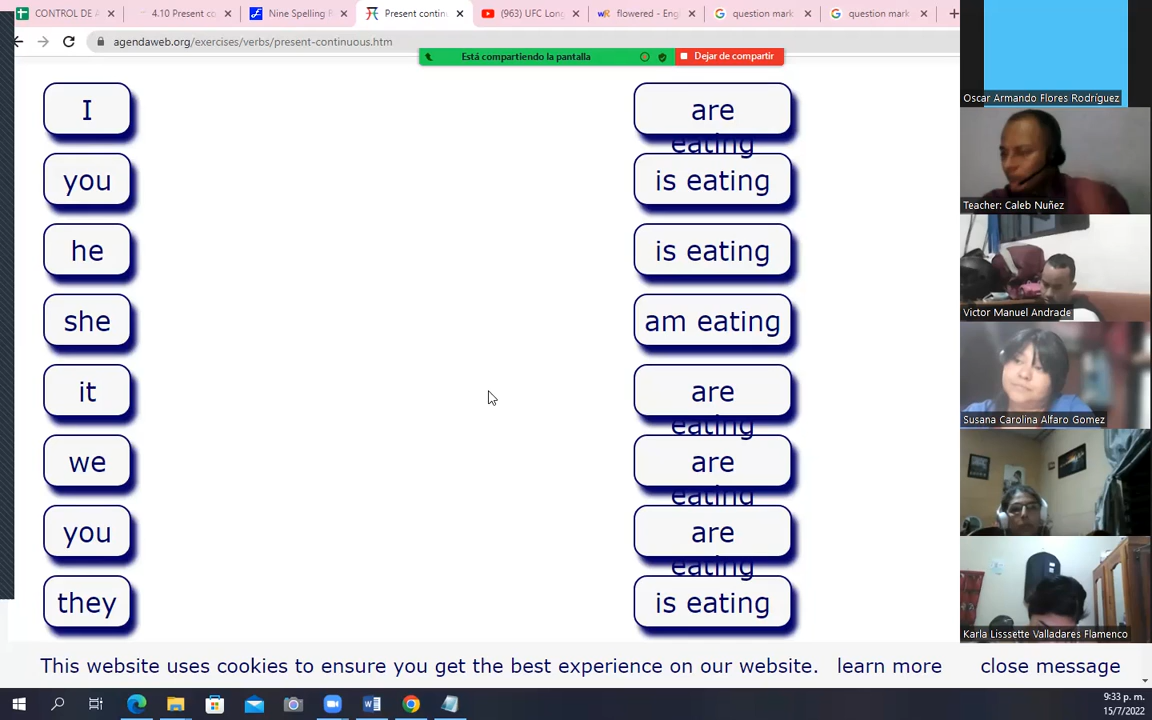 CONTROL DE A
4.10 Present co
Nine Spelling F
Present contin
(963) UFC Long
flowered - Eng
question mark
question mark
agendaweb.org/exercises/verbs/present-continuous.htm
Está compartiendo la pantalla
Dejar de compartir
I
are
eating
you
is eating
he
is eating
she
am eating
it
are
eating
we
are
eating
you
are
eating
they
is eating
Oscar Armando Flores Rodríguez
Teacher: Caleb Nuñez
Victor Manuel Andrade
Susana Carolina Alfaro Gomez
Karla Lisssette Valladares Flamenco
This website uses cookies to ensure you get the best experience on our website. learn more close message
9:33 p. m.
15/7/2022